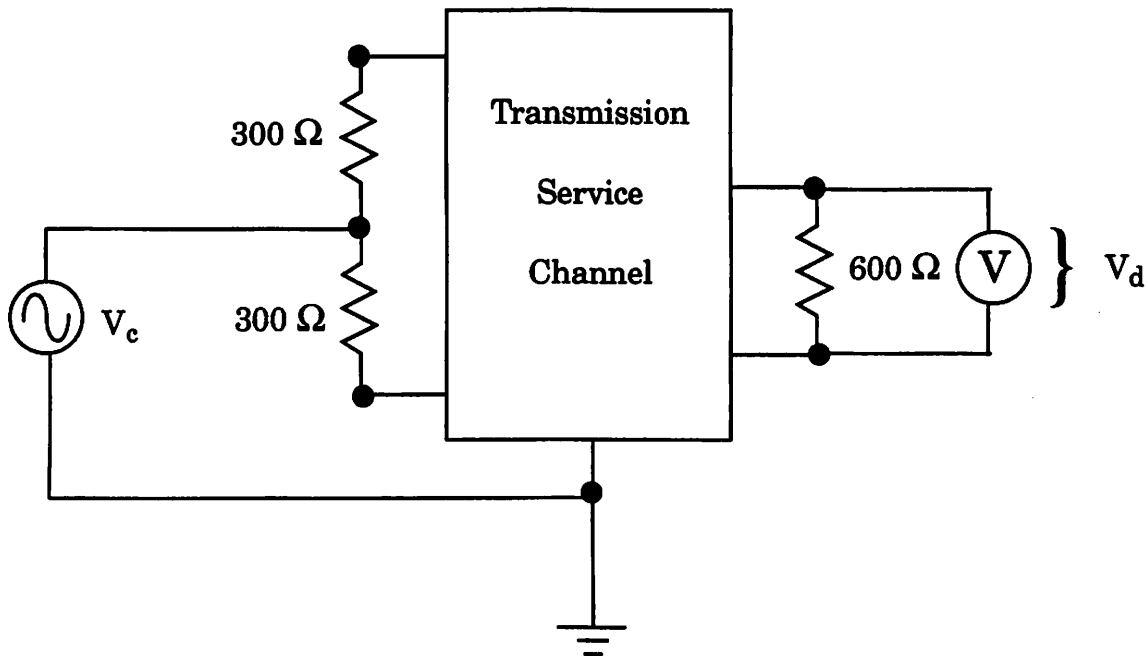 Transmission
Service
Channel
300 Ω
300 Ω
V_c
600 Ω
V
V_d